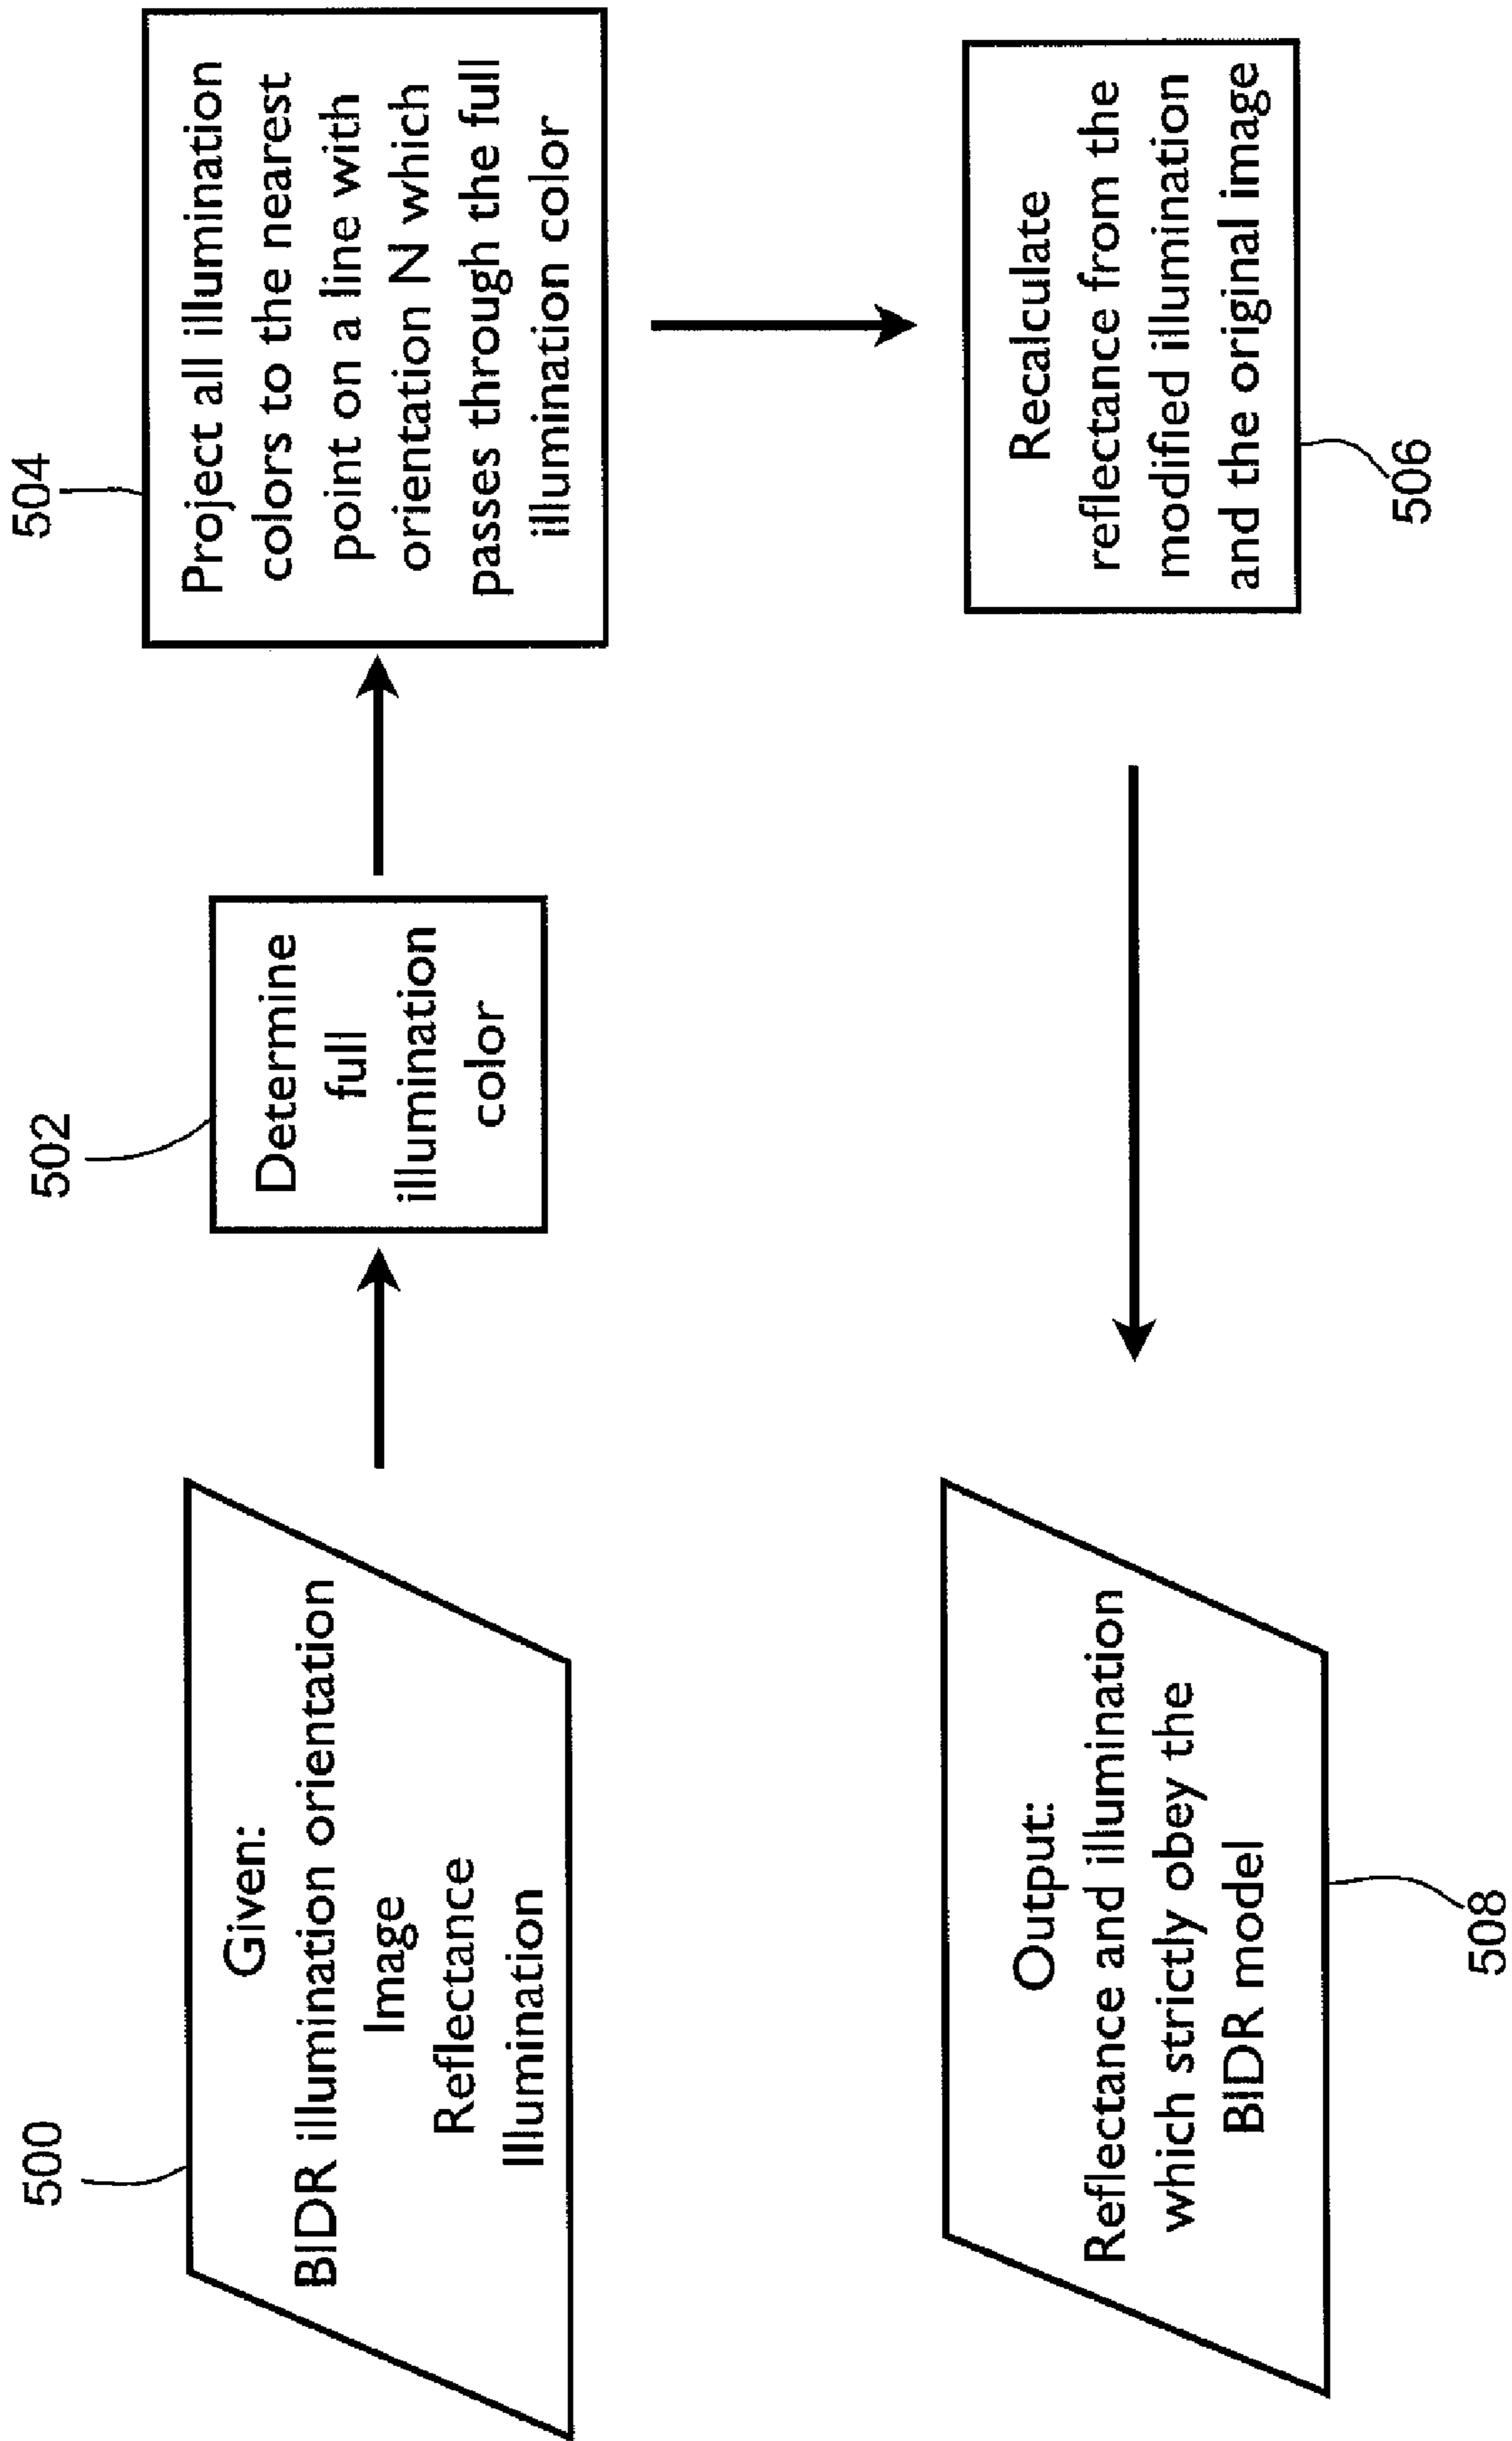 500
Given:
BIDR illumination orientation
Image
Reflectance
Illumination
502
Determine
full
illumination
color
504
Project all illumination
colors to the nearest
point on a line with
orientation N which
passes through the full
illumination color
Recalculate
reflectance from the
modified illumination
and the original image
506
Output:
Reflectance and illumination
which strictly obey the
BIDR model
508